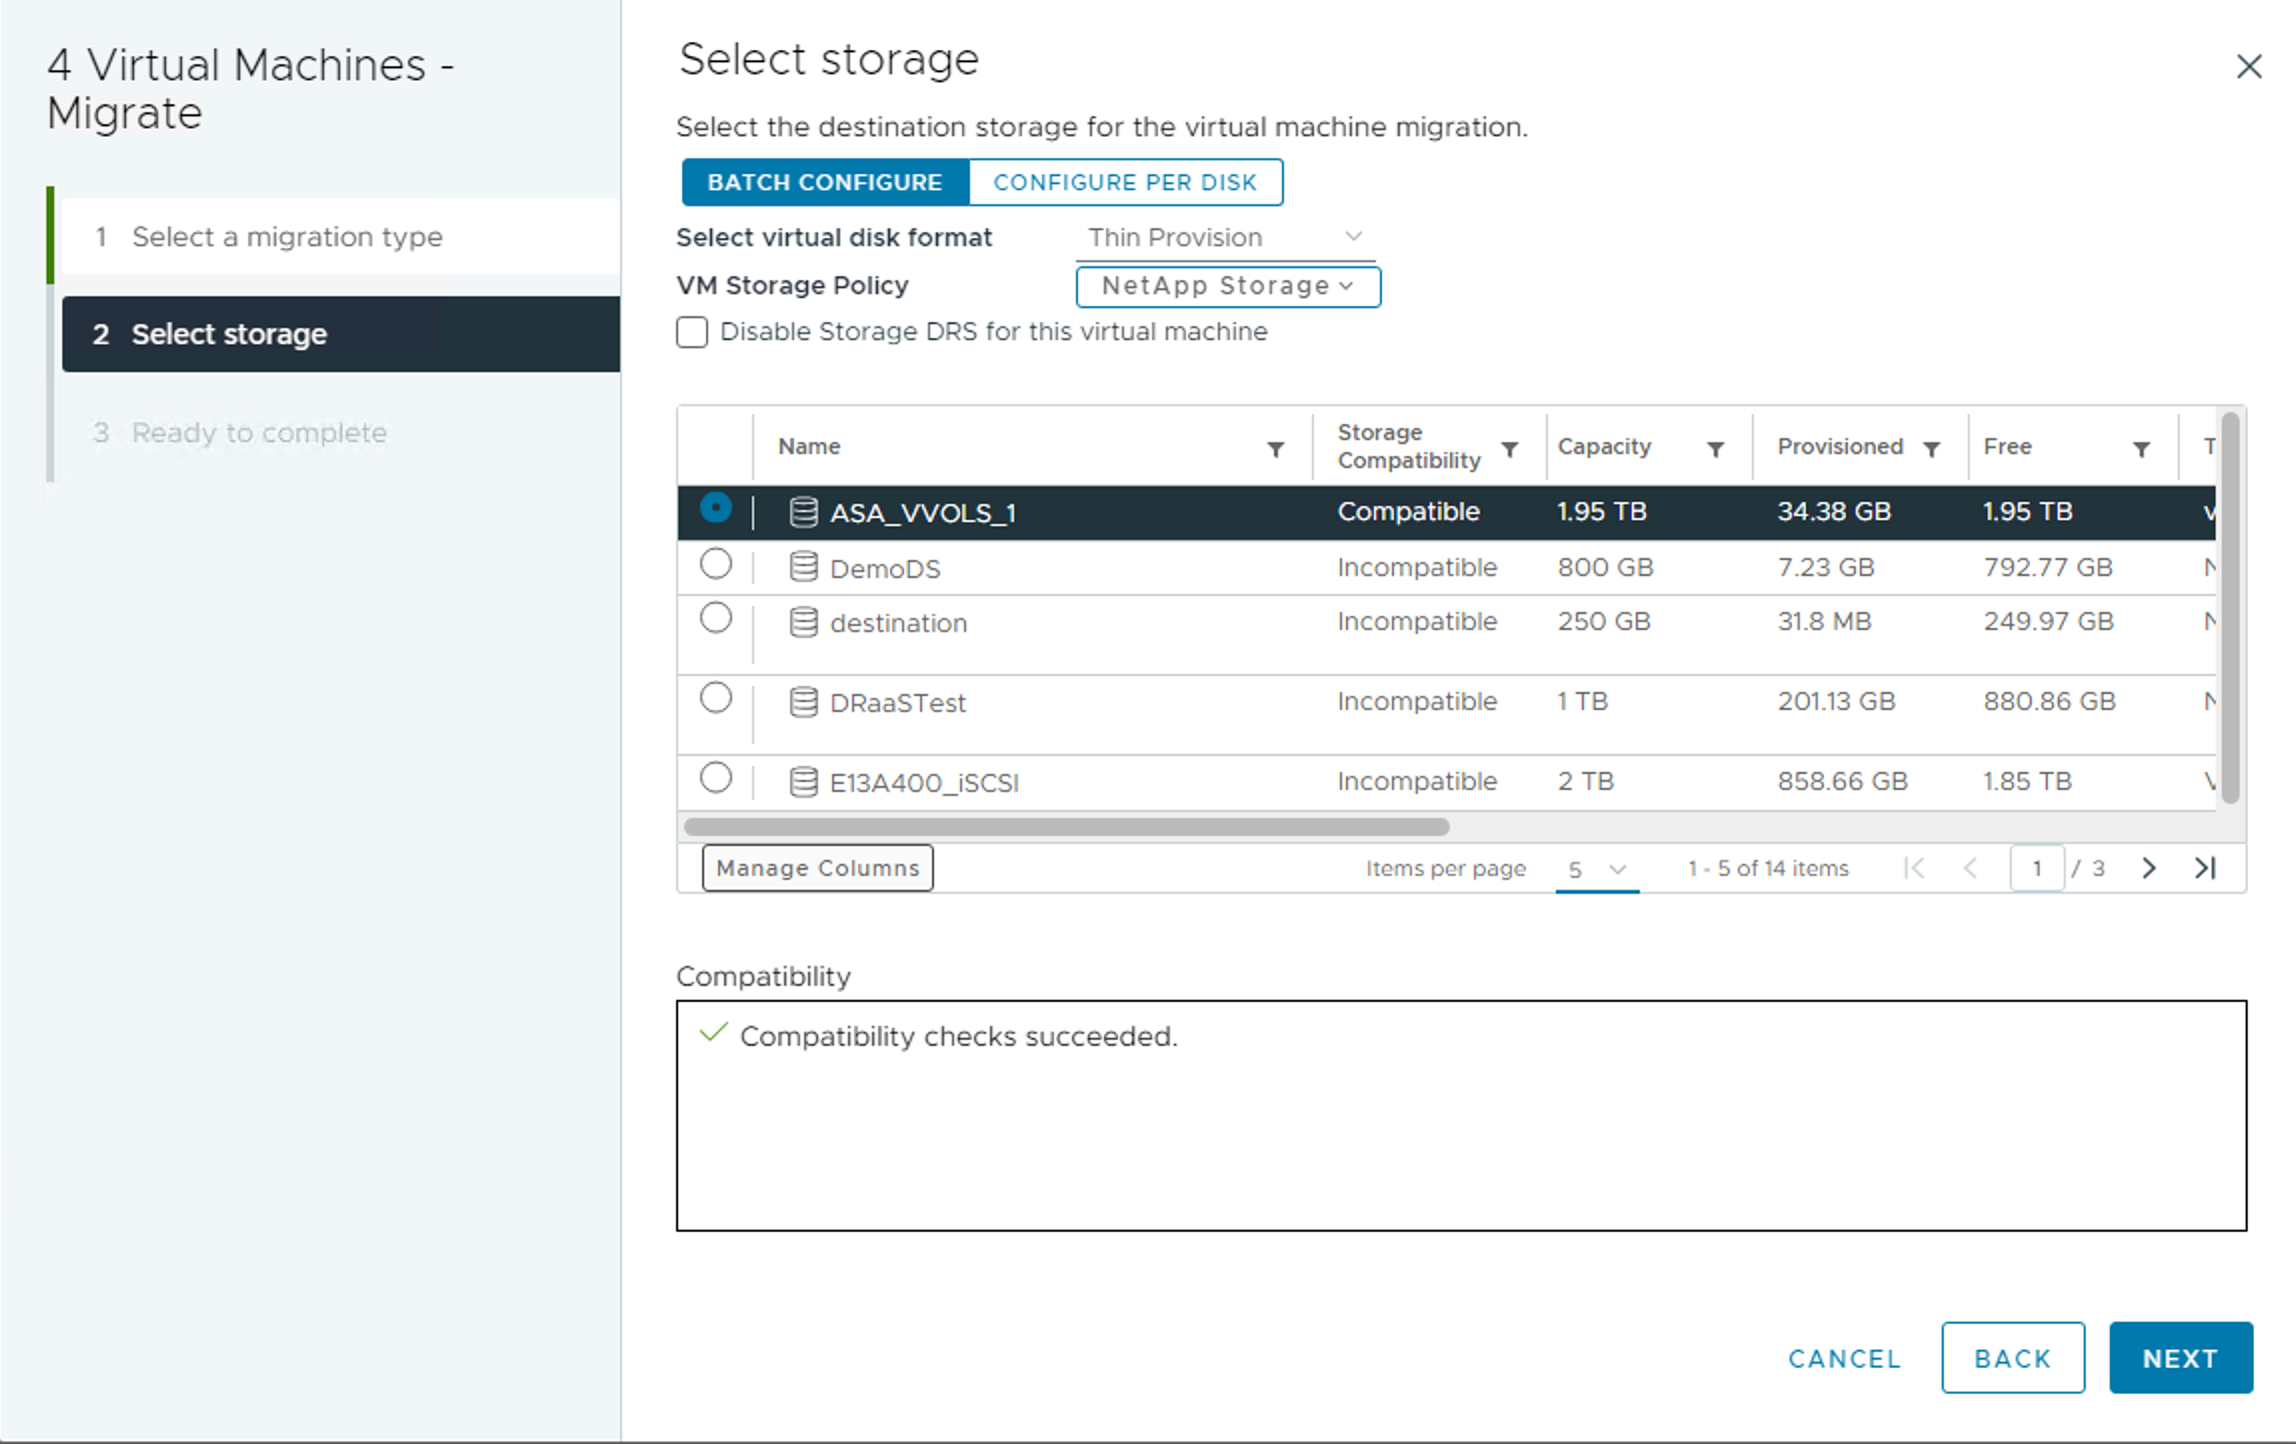 4 Virtual Machines -
Migrate
1 Select a migration type
2 Select storage
3 Ready to complete
Select storage
Select the destination storage for the virtual machine migration.
BATCH CONFIGURE CONFIGURE PER DISK
Select virtual disk format Thin Provision
VM Storage Policy NetApp Storage
Disable Storage DRS for this virtual machine
Name Storage Compatibility Capacity Provisioned Free T
ASA_VVOLS_1 Compatible 1.95 TB 34.38 GB 1.95 TB v
DemoDS Incompatible 800 GB 7.23 GB 792.77 GB N
destination Incompatible 250 GB 31.8 MB 249.97 GB N
DRaaSTest Incompatible 1 TB 201.13 GB 880.86 GB N
E13A400_iSCSI Incompatible 2 TB 858.66 GB 1.85 TB V
Manage Columns Items per page 5 1 - 5 of 14 items 1 / 3
Compatibility
Compatibility checks succeeded.
CANCEL BACK NEXT